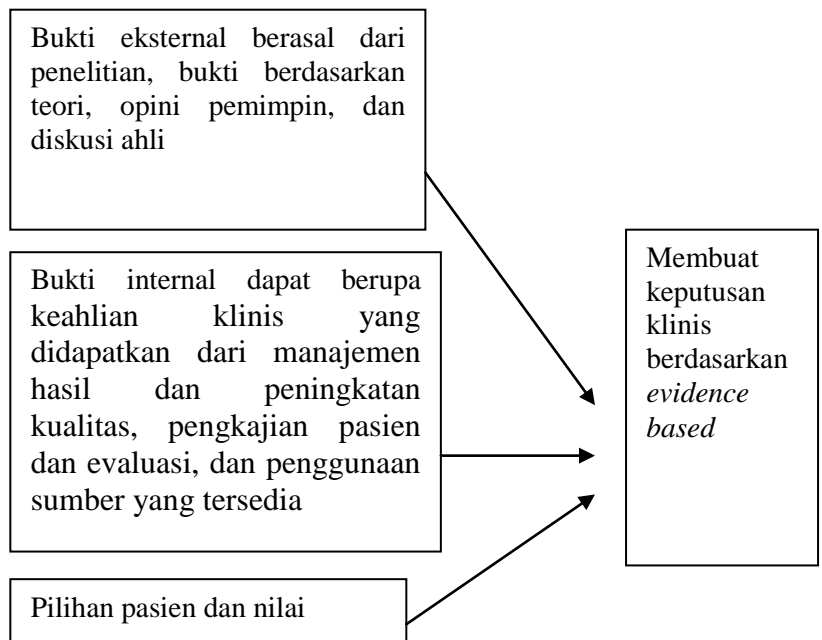 Bukti eksternal berasal dari
penelitian, bukti berdasarkan
teori, opini pemimpin, dan
diskusi ahli
Bukti internal dapat berupa
keahlian klinis yang
didapatkan dari manajemen
hasil dan peningkatan
kualitas, pengkajian pasien
dan evaluasi, dan penggunaan
sumber yang tersedia
Pilihan pasien dan nilai
Membuat
keputusan
klinis
berdasarkan
evidence
based